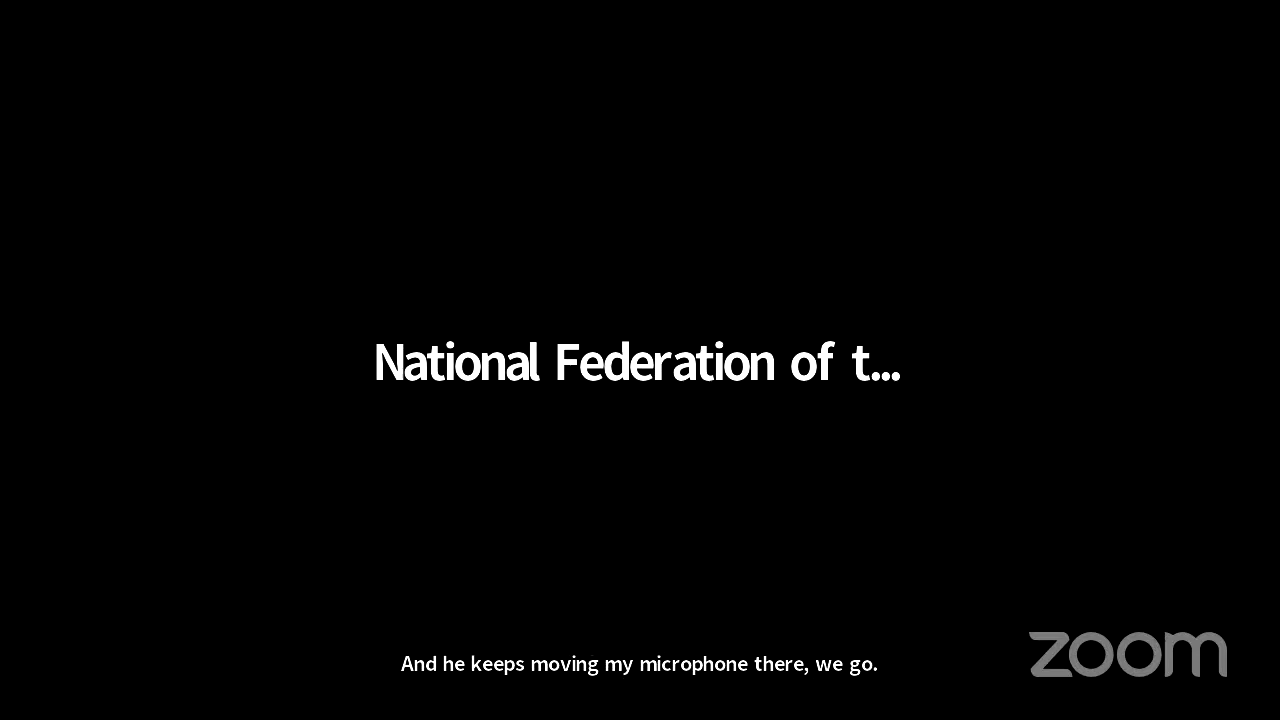 National Federation of t...
And he keeps moving my microphone there, we go.
zoom